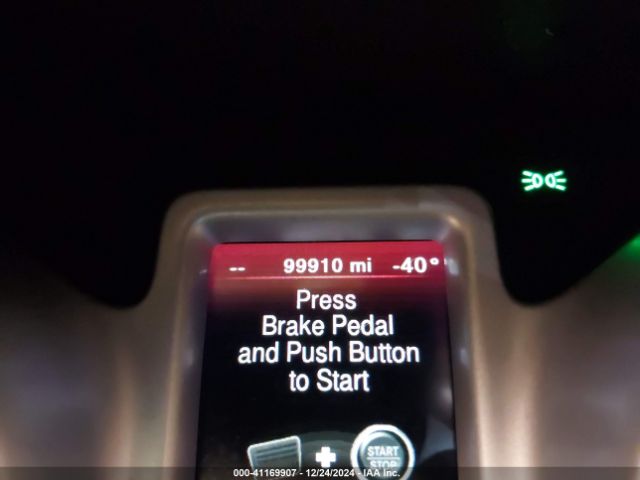 -- 99910 mi -40°
Press
Brake Pedal
and Push Button
to Start
START
STOP
000-41169907 - 12/24/2024 - IAA Inc.